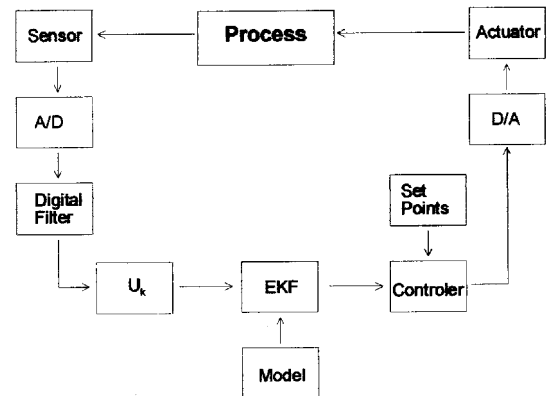 Sensor
Process
Actuator
A/D
D/A
Digital
Filter
Set
Points
Uk
EKF
Controler
Model